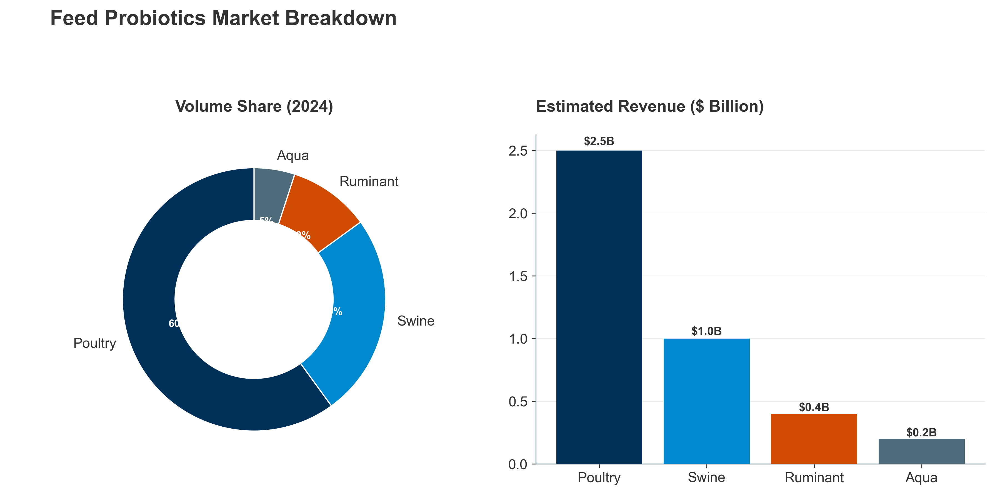 Feed Probiotics Market Breakdown
Volume Share (2024)
Aqua
Ruminant
Swine
Poultry
5%
60
Estimated Revenue ($ Billion)
2.5
2.0
1.5
1.0
0.5
0.0
$2.5B
$1.0B
$0.4B
$0.2B
Poultry
Swine
Ruminant
Aqua